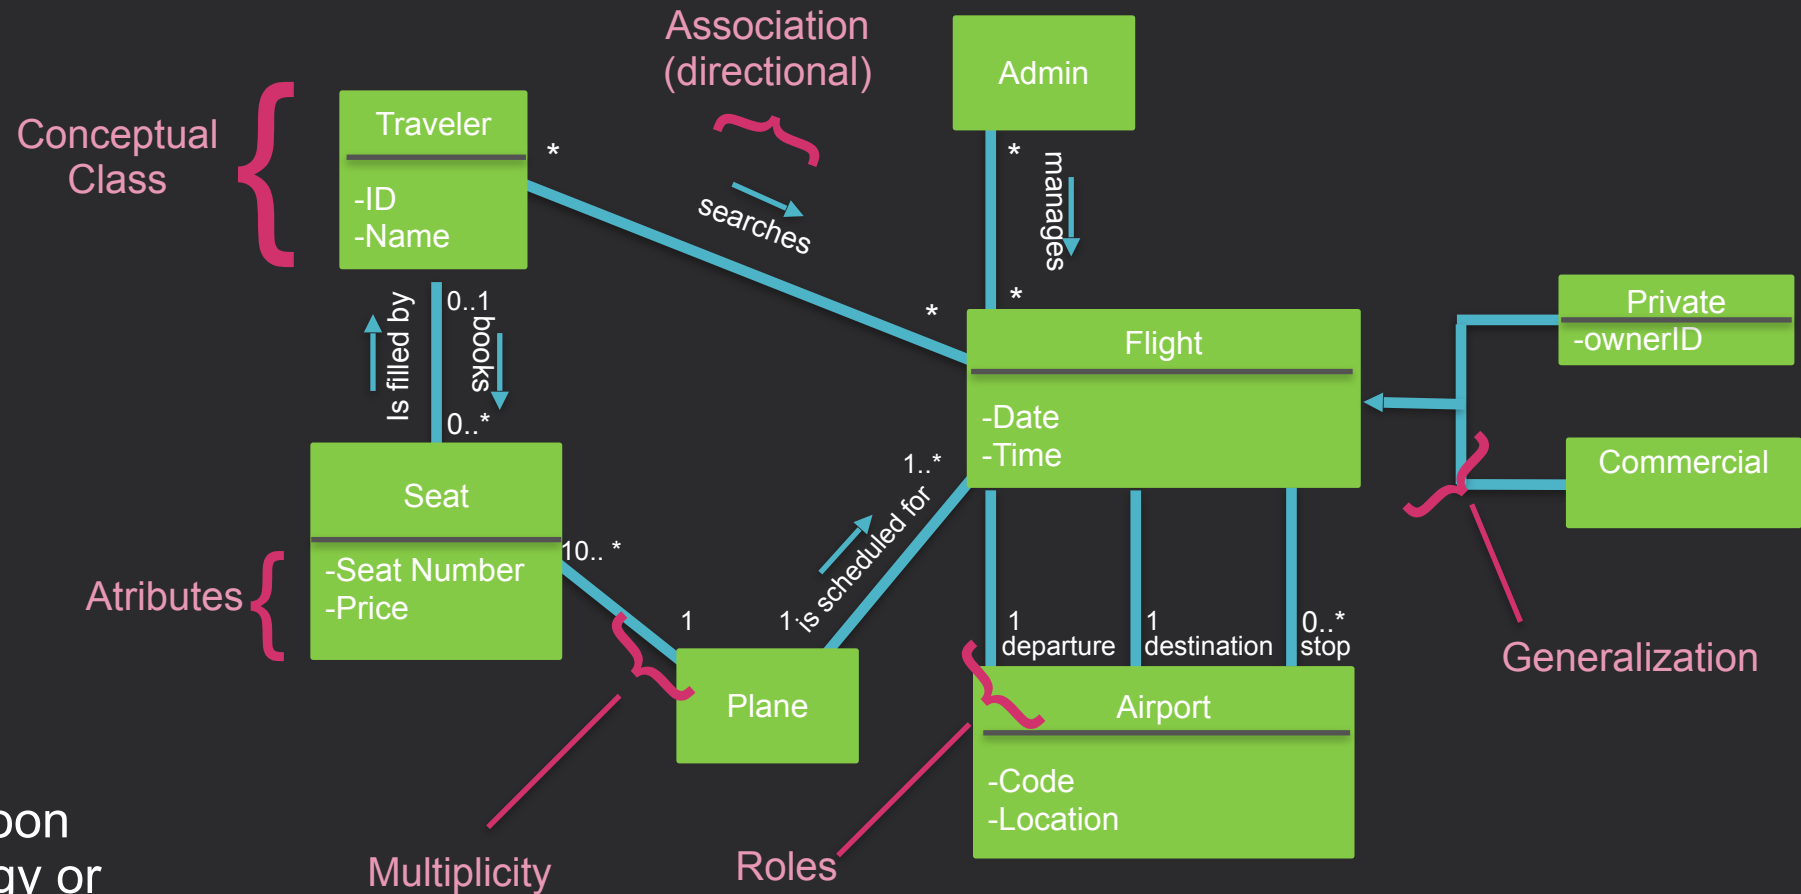 Association
(directional)
Admin
Conceptual
Class
Traveler
-ID
-Name
*
searches
*
*
manages
*
Private
-ownerID
Flight
-Date
-Time
Commercial
Is filled by
0..1
books
0..*
Seat
-Seat Number
-Price
Atributes
10.. *
1
1
is scheduled for
1..*
Plane
1
departure
1
destination
0..*
stop
Airport
-Code
-Location
Generalization
Multiplicity
Roles
oon
gy or